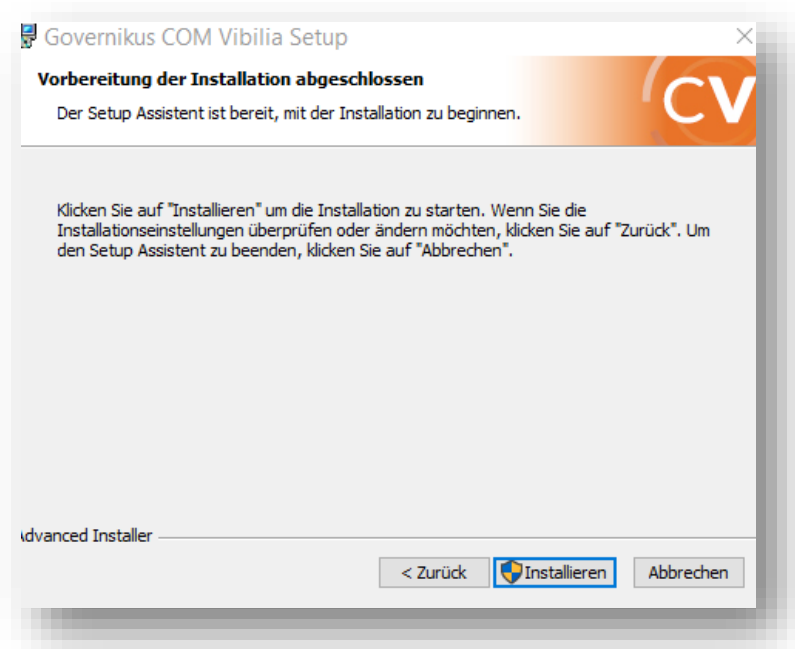 Governikus COM Vibilia Setup
Vorbereitung der Installation abgeschlossen
Der Setup Assistent ist bereit, mit der Installation zu beginnen.
CV
Klicken Sie auf "Installieren" um die Installation zu starten. Wenn Sie die
Installationseinstellungen überprüfen oder ändern möchten, klicken Sie auf "Zurück". Um
den Setup Assistent zu beenden, klicken Sie auf "Abbrechen".
Advanced Installer
< Zurück Installieren Abbrechen